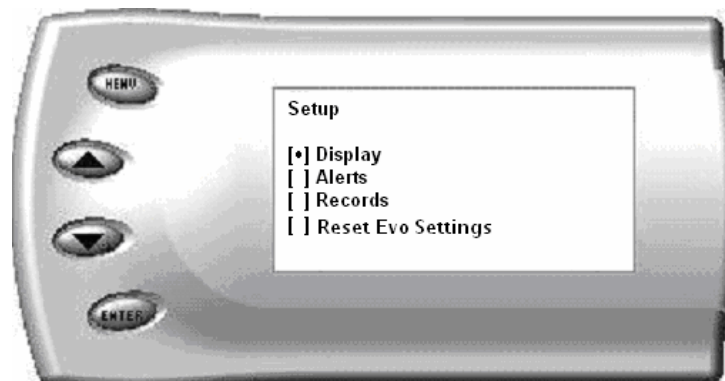 MENU
Setup
[•] Display
[ ] Alerts
[ ] Records
[ ] Reset Evo Settings
ENTER